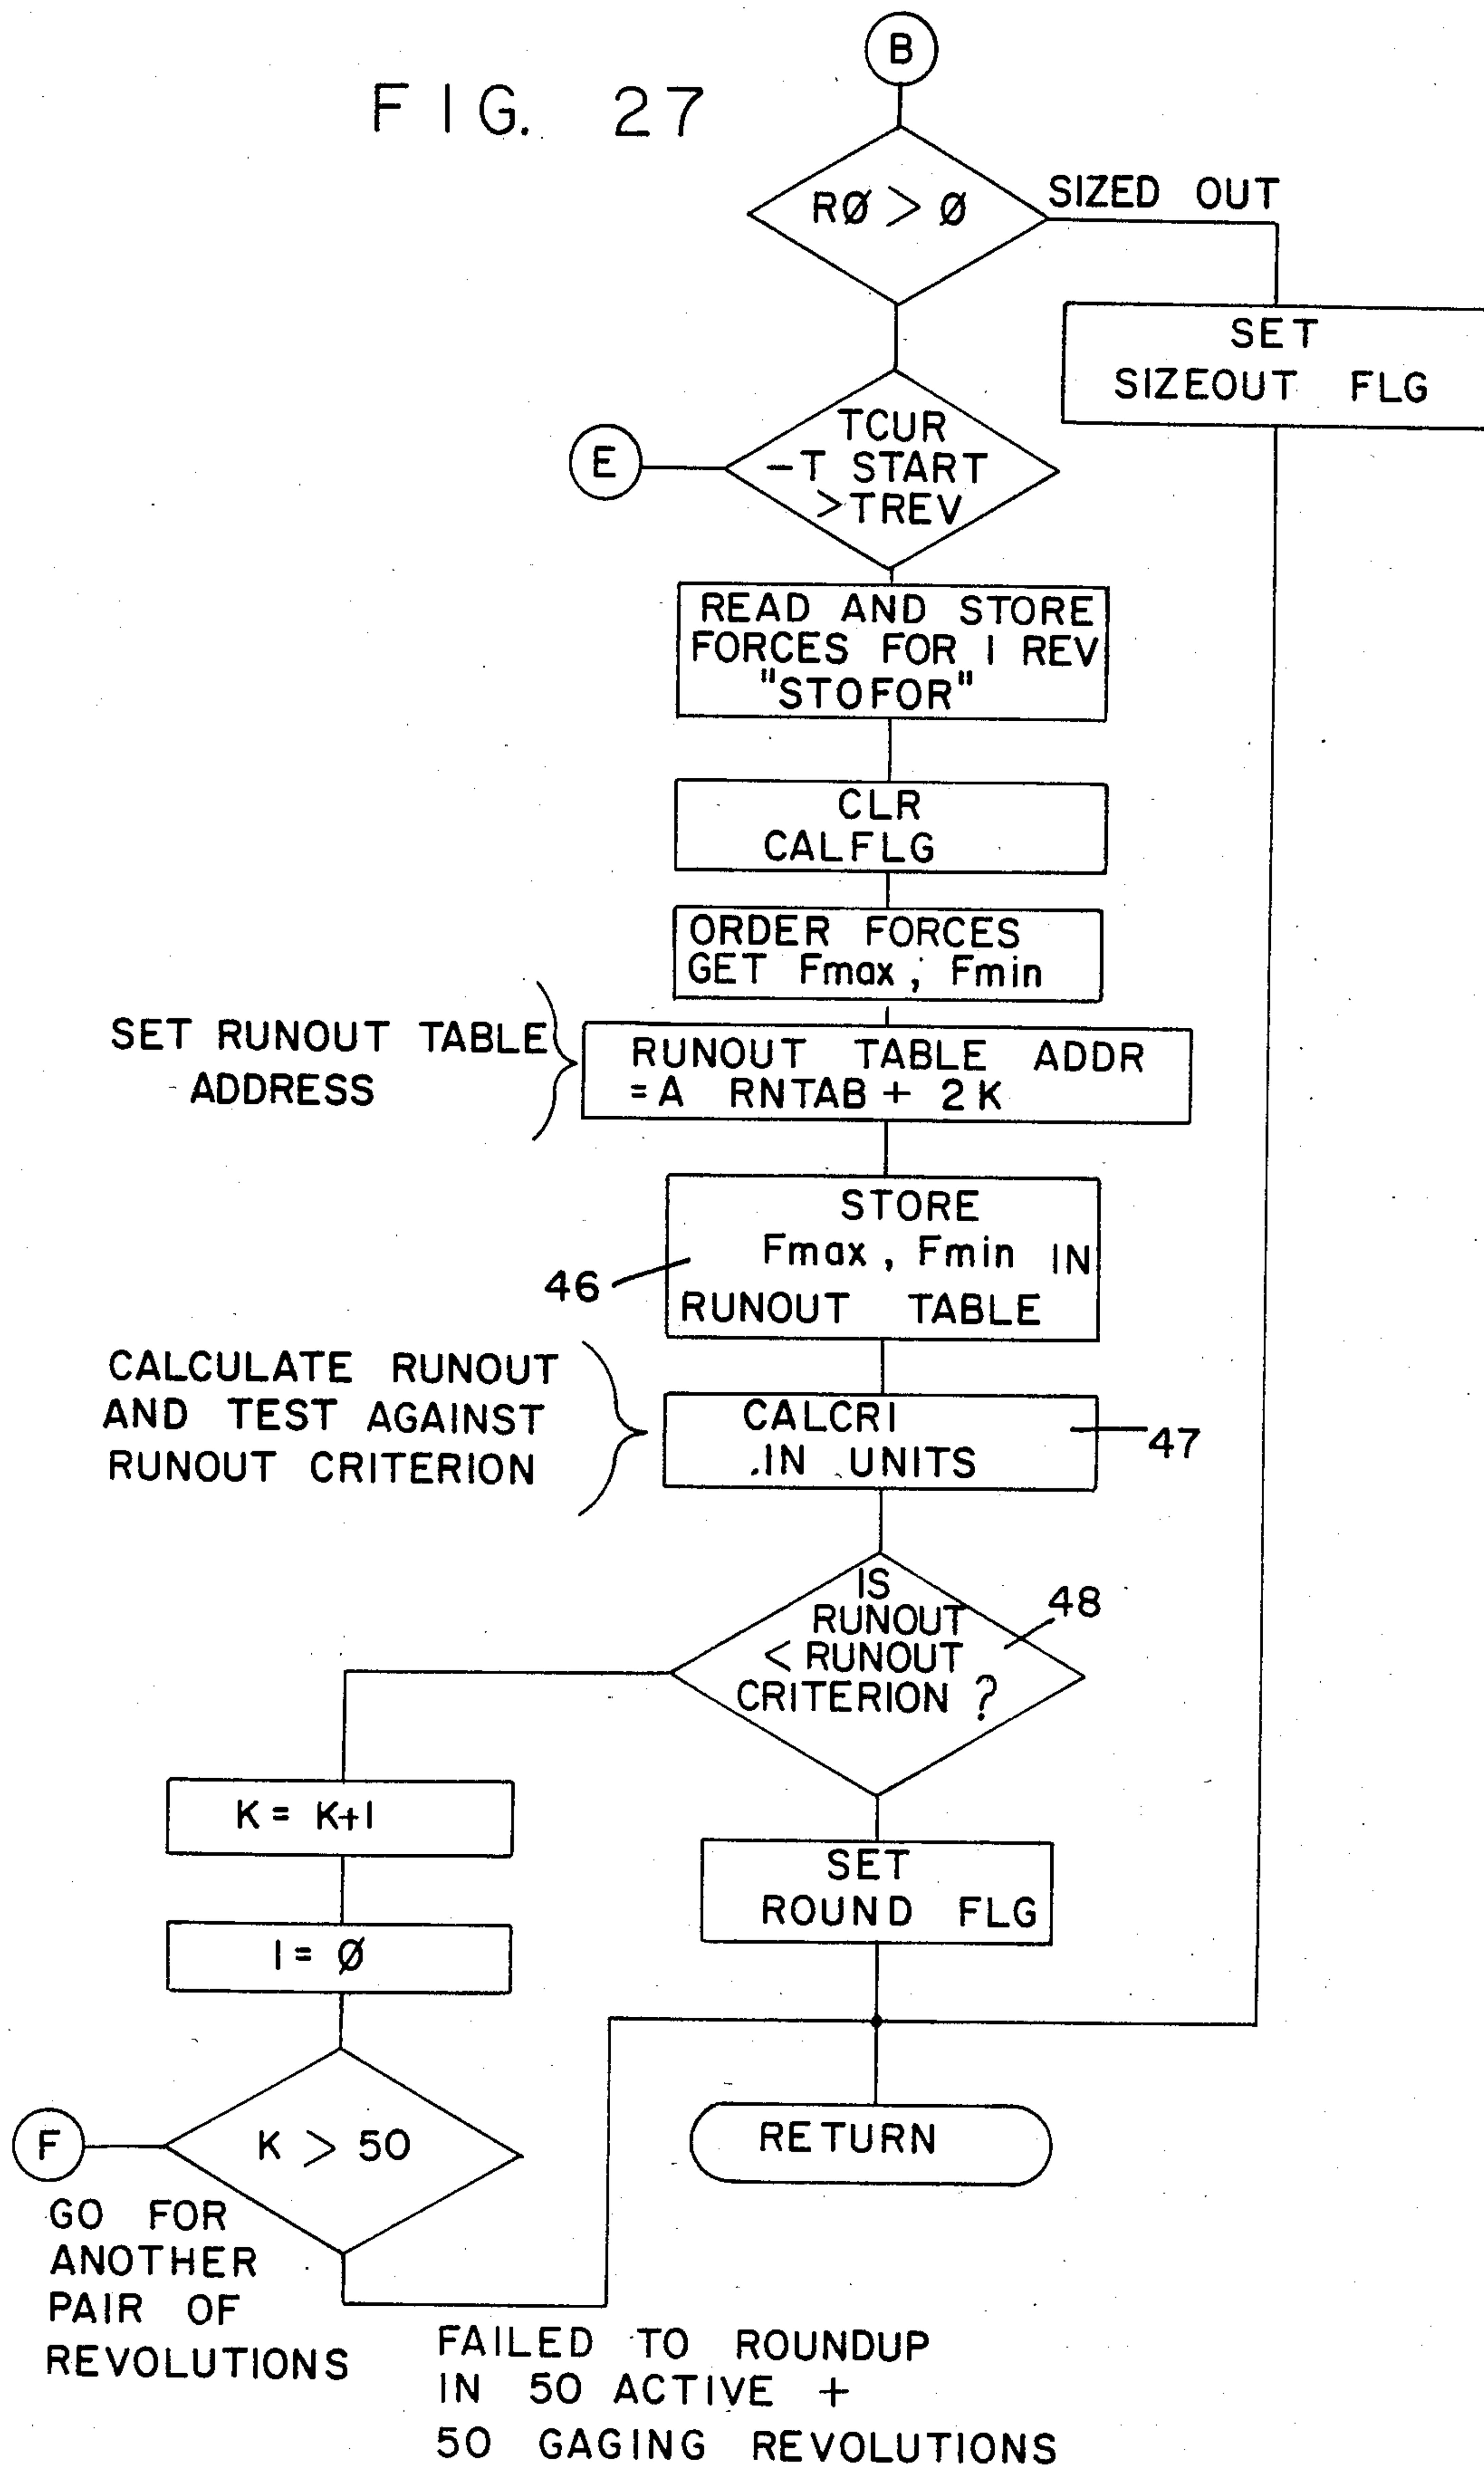 B
FIG. 27
RØ > Ø
SIZED OUT
SET
SIZEOUT FLG
E
TCUR
-T START
>TREV
READ AND STORE
FORCES FOR 1 REV
"STOFOR"
CLR
CALFLG
ORDER FORCES
GET Fmax, Fmin
SET RUNOUT TABLE
ADDRESS
RUNOUT TABLE ADDR
=A RNTAB + 2K
STORE
Fmax, Fmin IN
RUNOUT TABLE
46
CALCULATE RUNOUT
AND TEST AGAINST
RUNOUT CRITERION
CALCRI
.IN UNITS
47
IS
RUNOUT
< RUNOUT
CRITERION ?
48
K = K+1
I = Ø
SET
ROUND FLG
F
K > 50
RETURN
GO FOR
ANOTHER
PAIR OF
REVOLUTIONS
FAILED TO ROUNDUP
IN 50 ACTIVE +
50 GAGING REVOLUTIONS